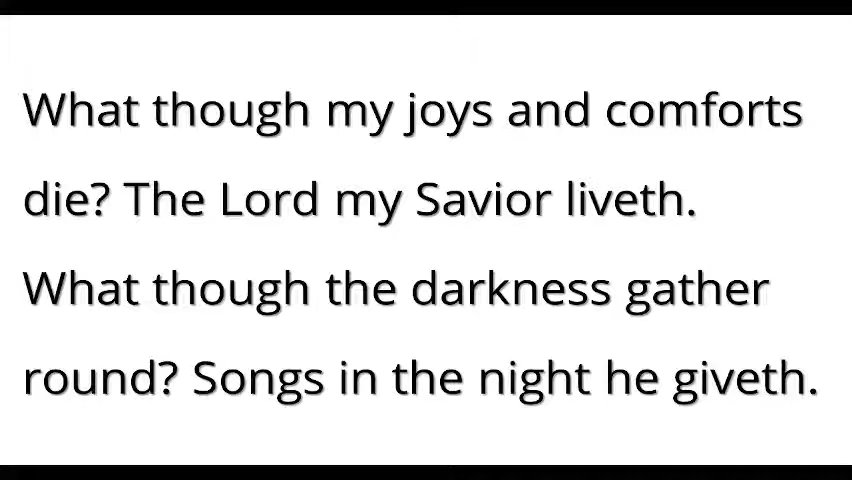 What though my joys and comforts
die? The Lord my Savior liveth.
What though the darkness gather
round? Songs in the night he giveth.